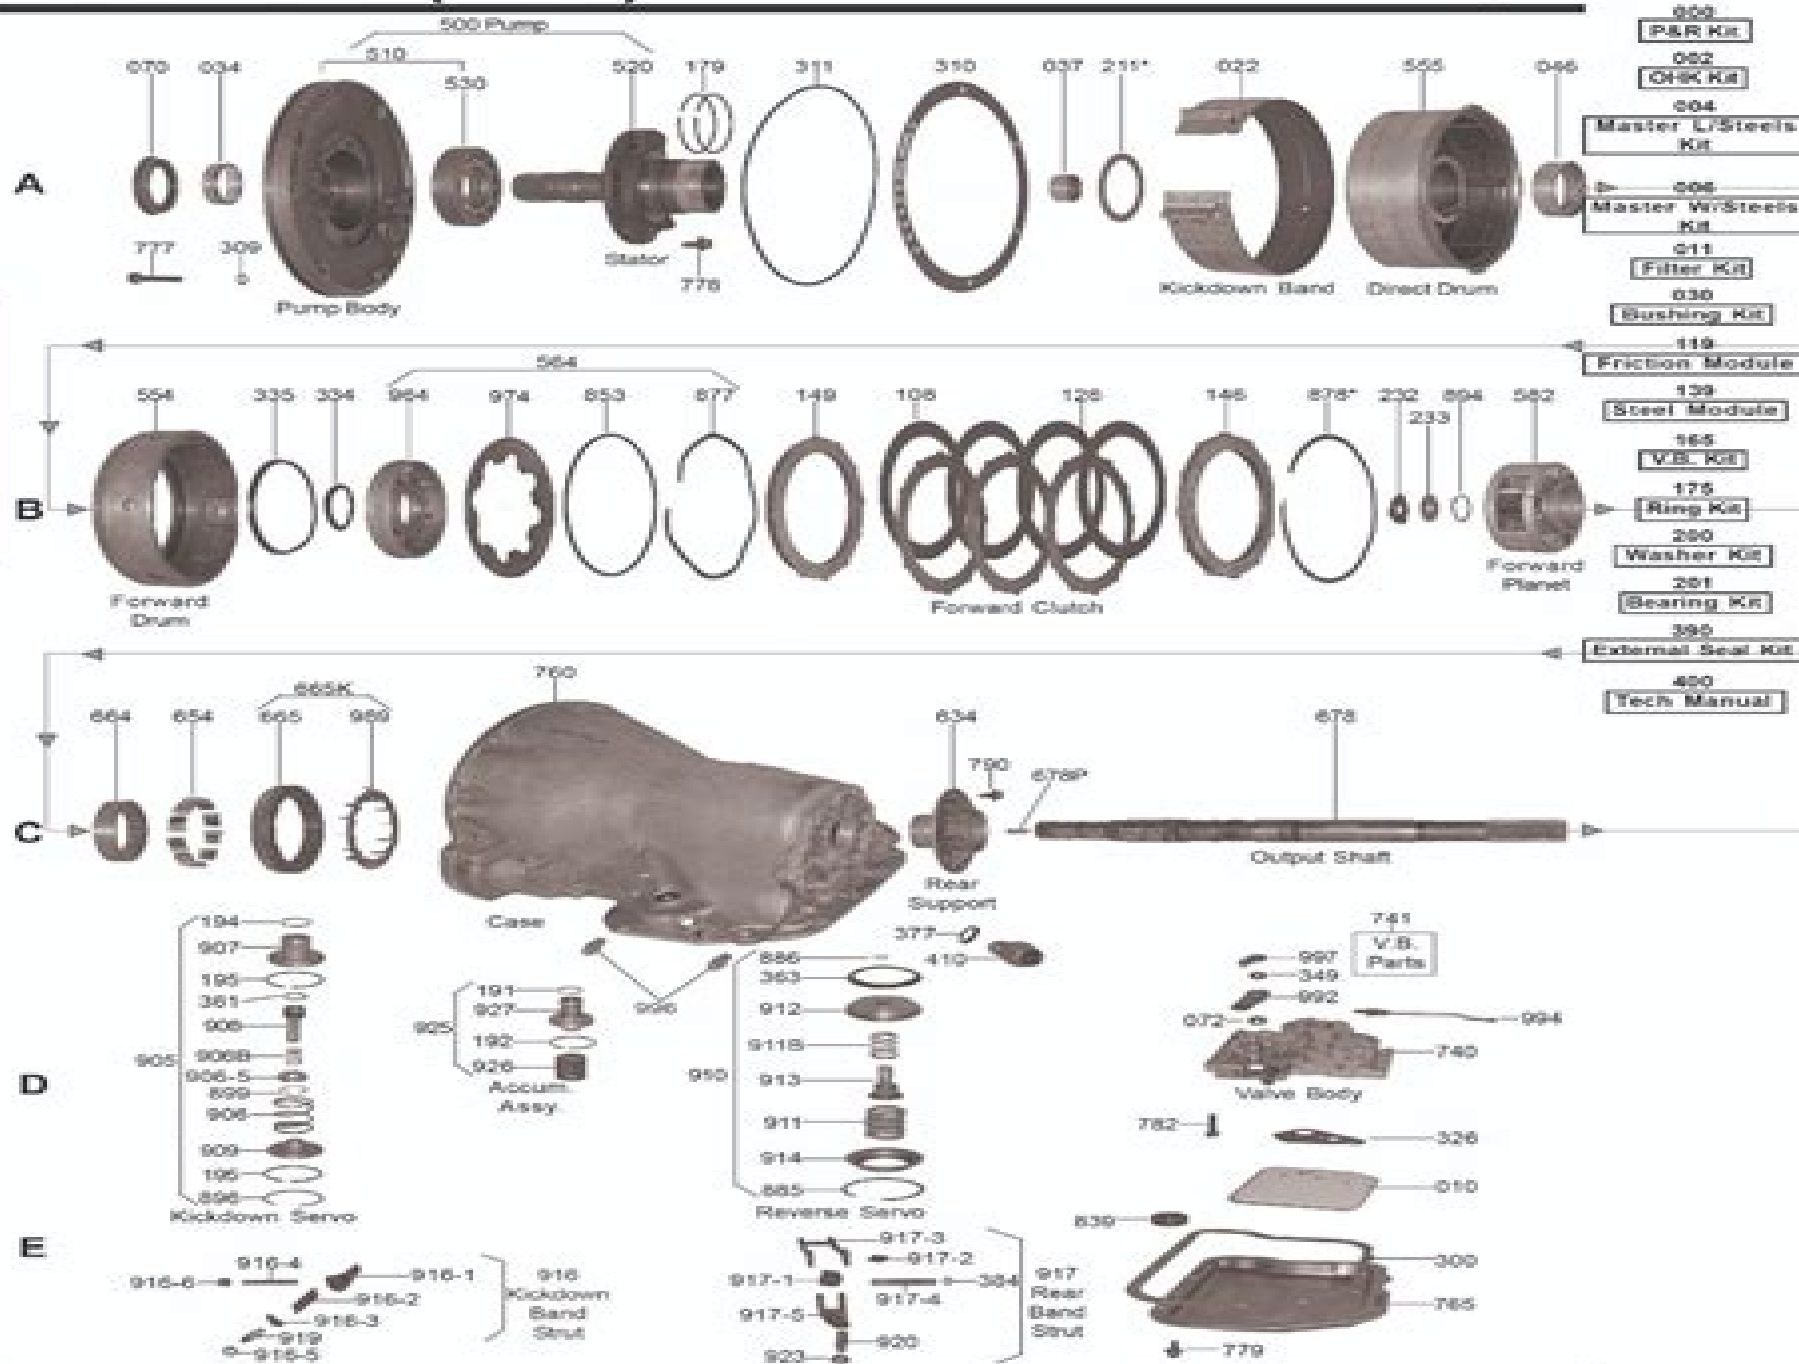 500 Pump
510
070
034
530
520
179
311
310
037
211*
022
555
046
A
777
309
Pump Body
Stator
778
Kickdown Band
Direct Drum
000
P&R Kit
002
OHK Kit
004
Master L/Steels
Kit
006
Master W/Steels
Kit
011
Filter Kit
030
Bushing Kit
119
Friction Module
139
Steel Module
165
V.B. Kit
175
Ring Kit
200
Washer Kit
201
Bearing Kit
390
External Seal Kit
400
Tech Manual
564
554
335
334
964
974
853
877
149
108
128
146
878*
232
233
894
582
B
Forward
Drum
Forward Clutch
Forward
Planet
665K
664
654
665
989
760
634
790
678P
678
C
Case
Rear
Support
Output Shaft
194
907
195
361
906
906B
906-5
899
908
909
196
898
905
Kickdown Servo
D
191
927
192
926
925
Accum.
Assy.
996
377
410
886
363
912
911S
913
911
914
885
910
Reverse Servo
741
V.B.
Parts
997
349
992
072
994
740
Valve Body
782
326
010
839
300
765
779
E
916-4
916-6
916-1
916-2
916-3
919
916-5
916
Kickdown
Band
Strut
917-3
917-2
917-1
384
917-4
917-5
920
923
917
Rear
Band
Strut